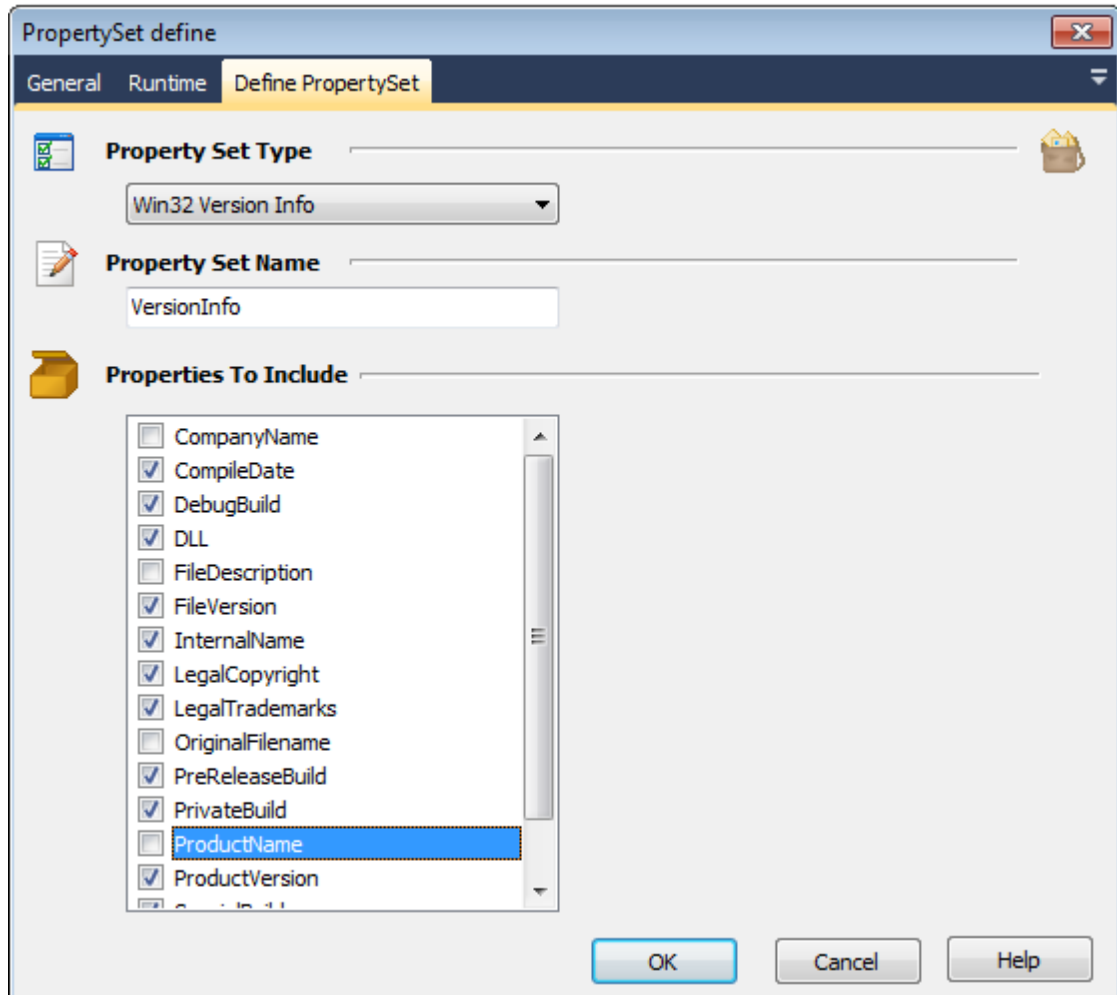 PropertySet define
General Runtime Define PropertySet
Property Set Type
Win32 Version Info
Property Set Name
VersionInfo
Properties To Include
CompanyName
CompileDate
DebugBuild
DLL
FileDescription
FileVersion
InternalName
LegalCopyright
LegalTrademarks
OriginalFilename
PreReleaseBuild
PrivateBuild
ProductName
ProductVersion
OK Cancel Help